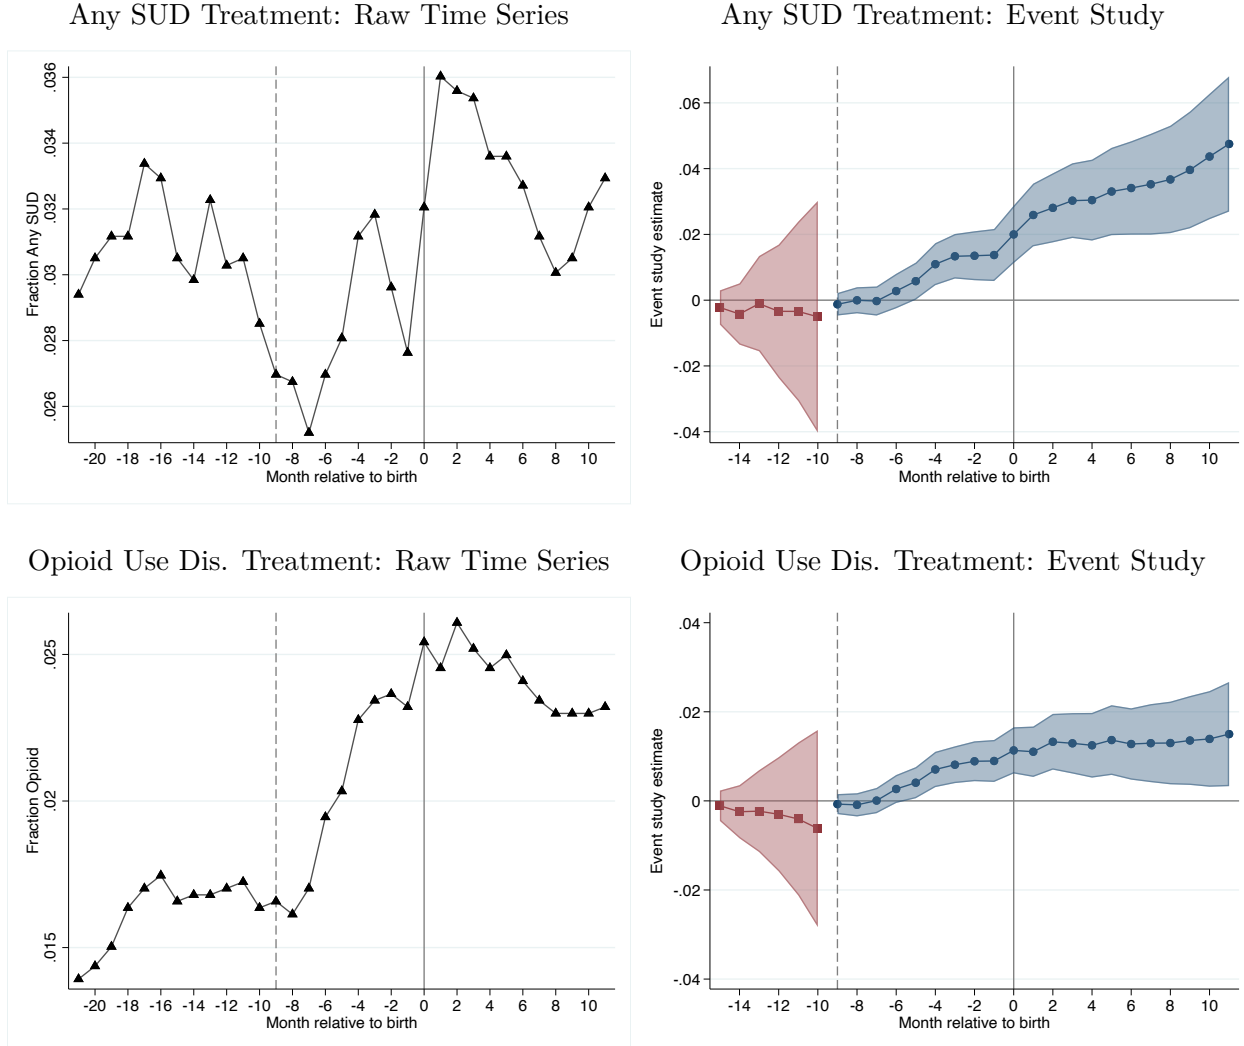 Any SUD Treatment: Raw Time Series
Any SUD Treatment: Event Study
Fraction Any SUD
.036
.034
.032
.03
.028
.026
-20 -18 -16 -14 -12 -10 -8 -6 -4 -2 0 2 4 6 8 10
Month relative to birth
Event study estimate
.06
.04
.02
0
-.02
-.04
-14 -12 -10 -8 -6 -4 -2 0 2 4 6 8 10
Month relative to birth
Opioid Use Dis. Treatment: Raw Time Series
Opioid Use Dis. Treatment: Event Study
Fraction Opioid
.025
.02
.015
-20 -18 -16 -14 -12 -10 -8 -6 -4 -2 0 2 4 6 8 10
Month relative to birth
Event study estimate
.04
.02
0
-.02
-.04
-14 -12 -10 -8 -6 -4 -2 0 2 4 6 8 10
Month relative to birth